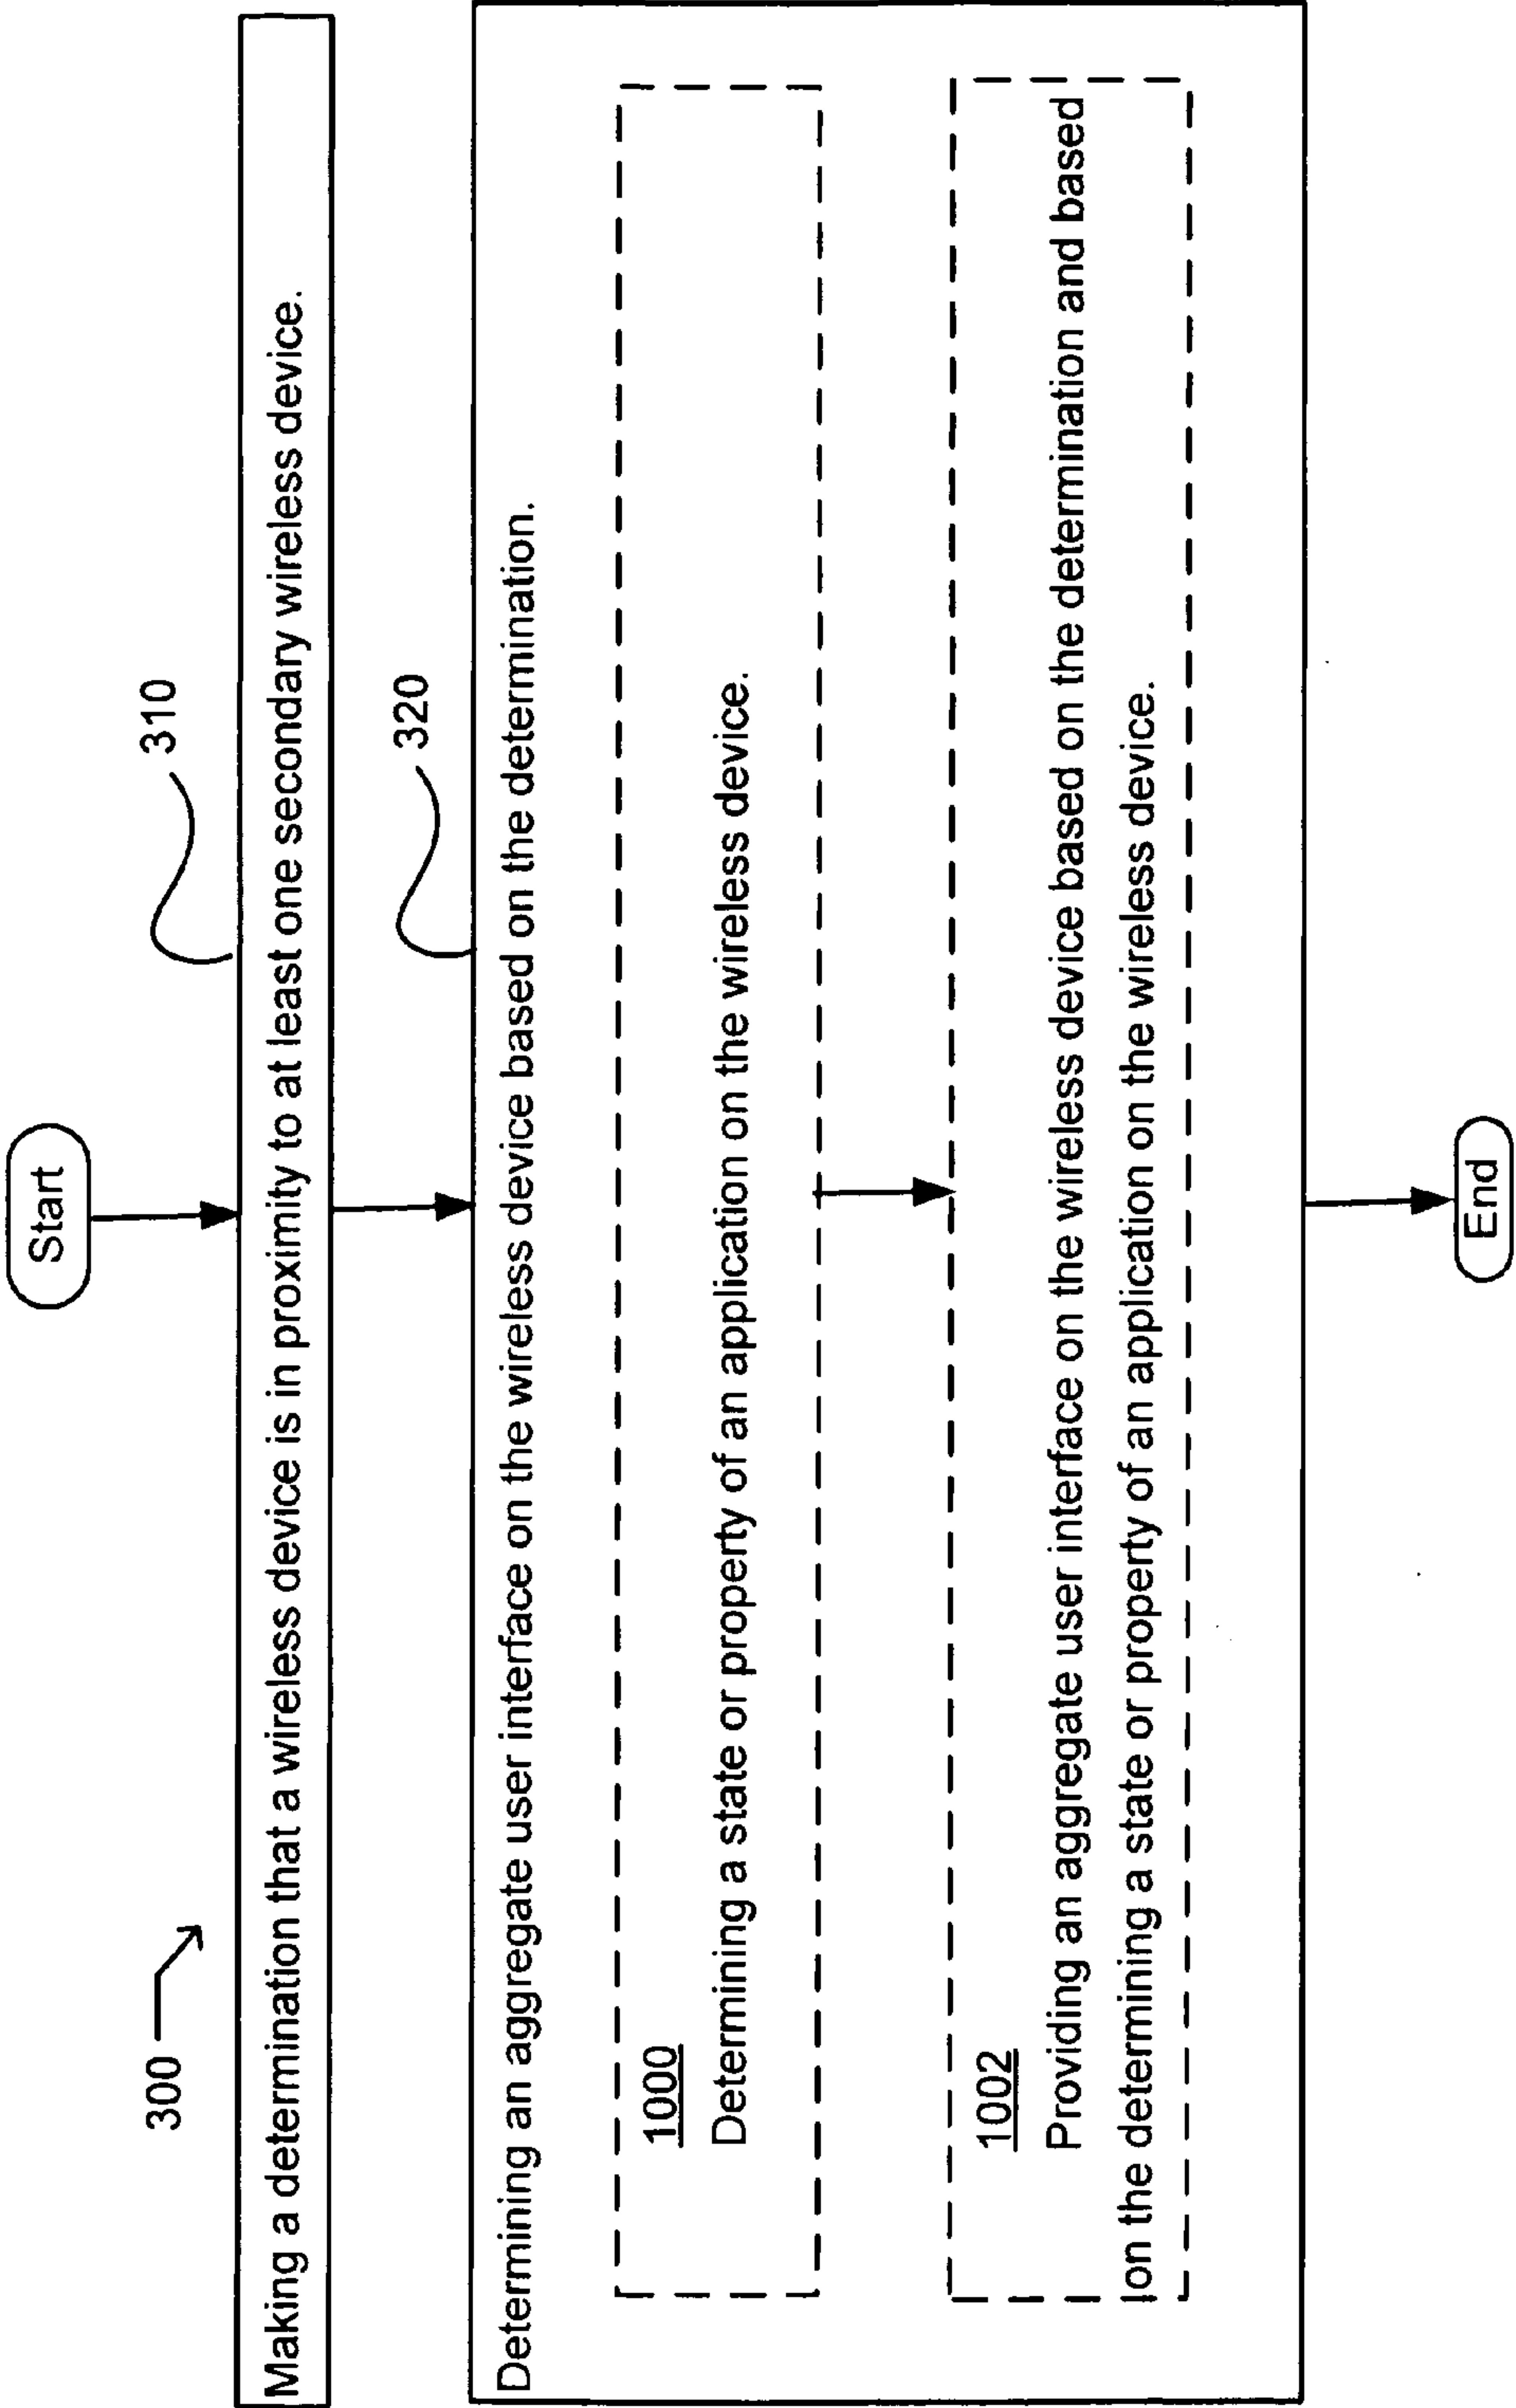 Start
300
310
Making a determination that a wireless device is in proximity to at least one secondary wireless device.
320
Determining an aggregate user interface on the wireless device based on the determination.
1000
Determining a state or property of an application on the wireless device.
1002
Providing an aggregate user interface on the wireless device based on the determination and based
on the determining a state or property of an application on the wireless device.
End